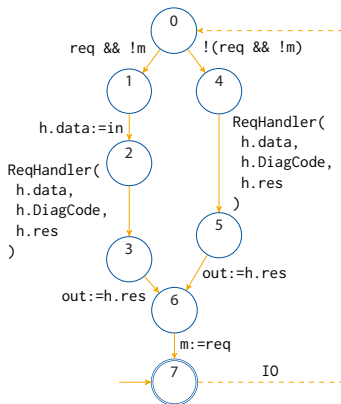 0
req && !m
!(req && !m)
1
4
h.data:=in
ReqHandler(
h.data,
h.DiagCode,
h.res
)
2
ReqHandler(
h.data,
h.DiagCode,
h.res
)
3
5
out:=h.res
out:=h.res
6
m:=req
7
IO